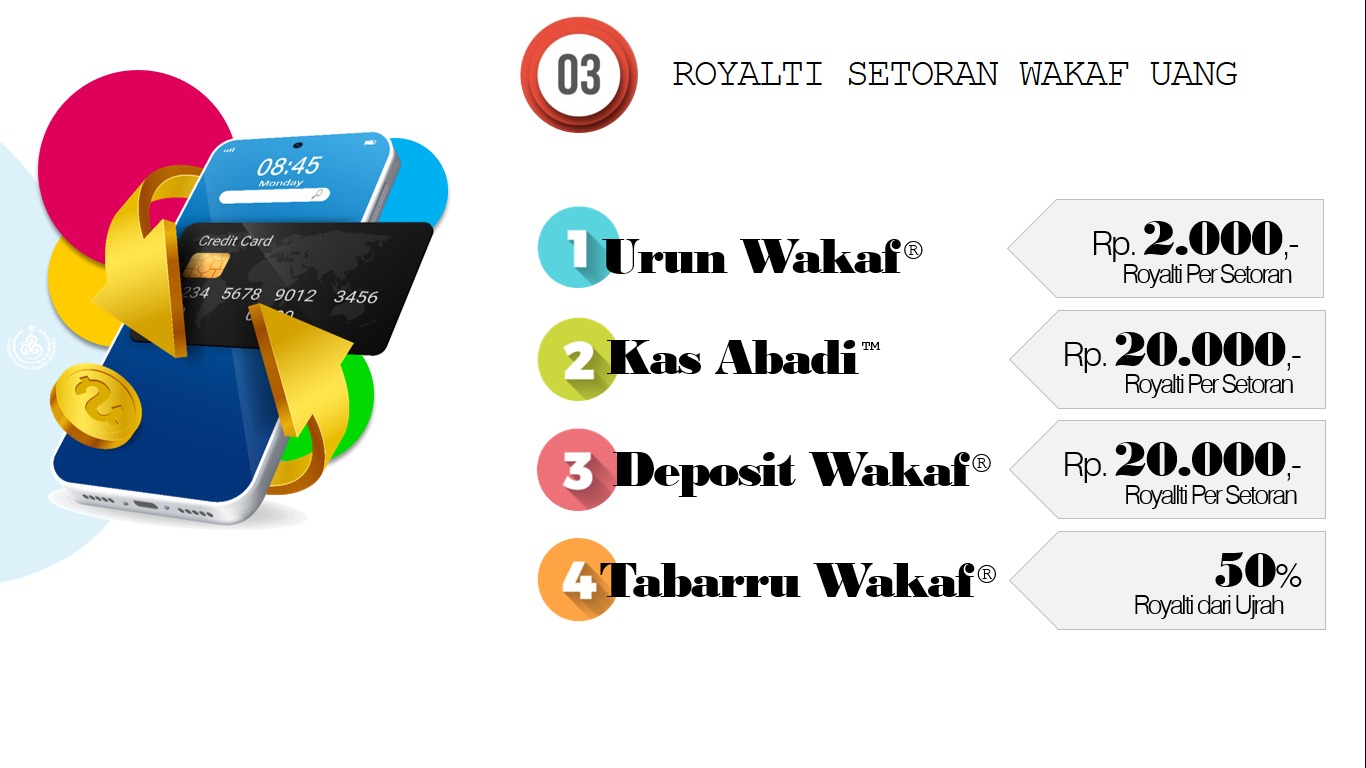 03
ROYALTI SETORAN WAKAF UANG
08:45
Monday
Credit Card
234 5678 9012 3456
1 Urun Wakaf®
Rp. 2.000,-
Royalti Per Setoran
2 Kas Abadi™
Rp. 20.000,-
Royalti Per Setoran
3 Deposit Wakaf®
Rp. 20.000,-
Royallti Per Setoran
4 Tabarru Wakaf®
50%
Royalti dari Ujrah